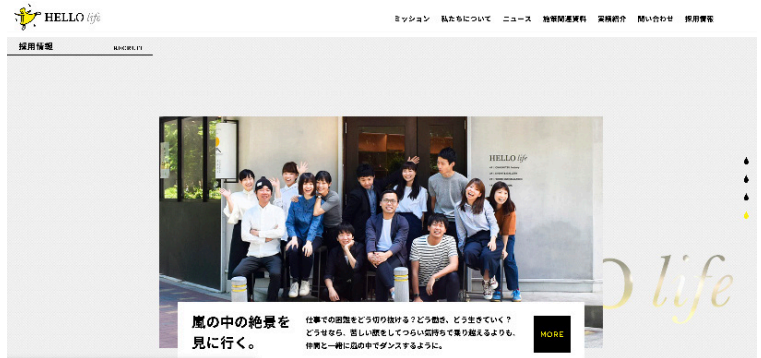 HELLO life
ミッション 私たちについて ニュース 施策関連資料 実績紹介 問い合わせ 採用情報
採用情報 RECRUIT
HELLO life
life
嵐の中の絶景を
見に行く。
仕事での困難をどう切り抜ける？どう働き、どう生きていく？
どうせなら、苦しい顔をしてつらい気持ちで乗り越えるよりも、
仲間と一緒に嵐の中でダンスするように。
MORE